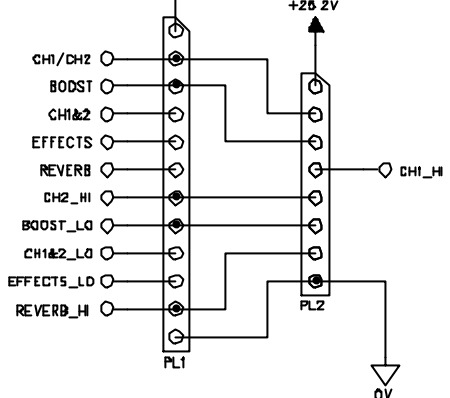 +25.2V
CH1/CH2
BOOST
CH1&2
EFFECTS
REVERB
CH1_HI
CH2_HI
BOOST_LO
CH1&2_LO
EFFECTS_LO
REVERB_HI
PL2
PL1
0V